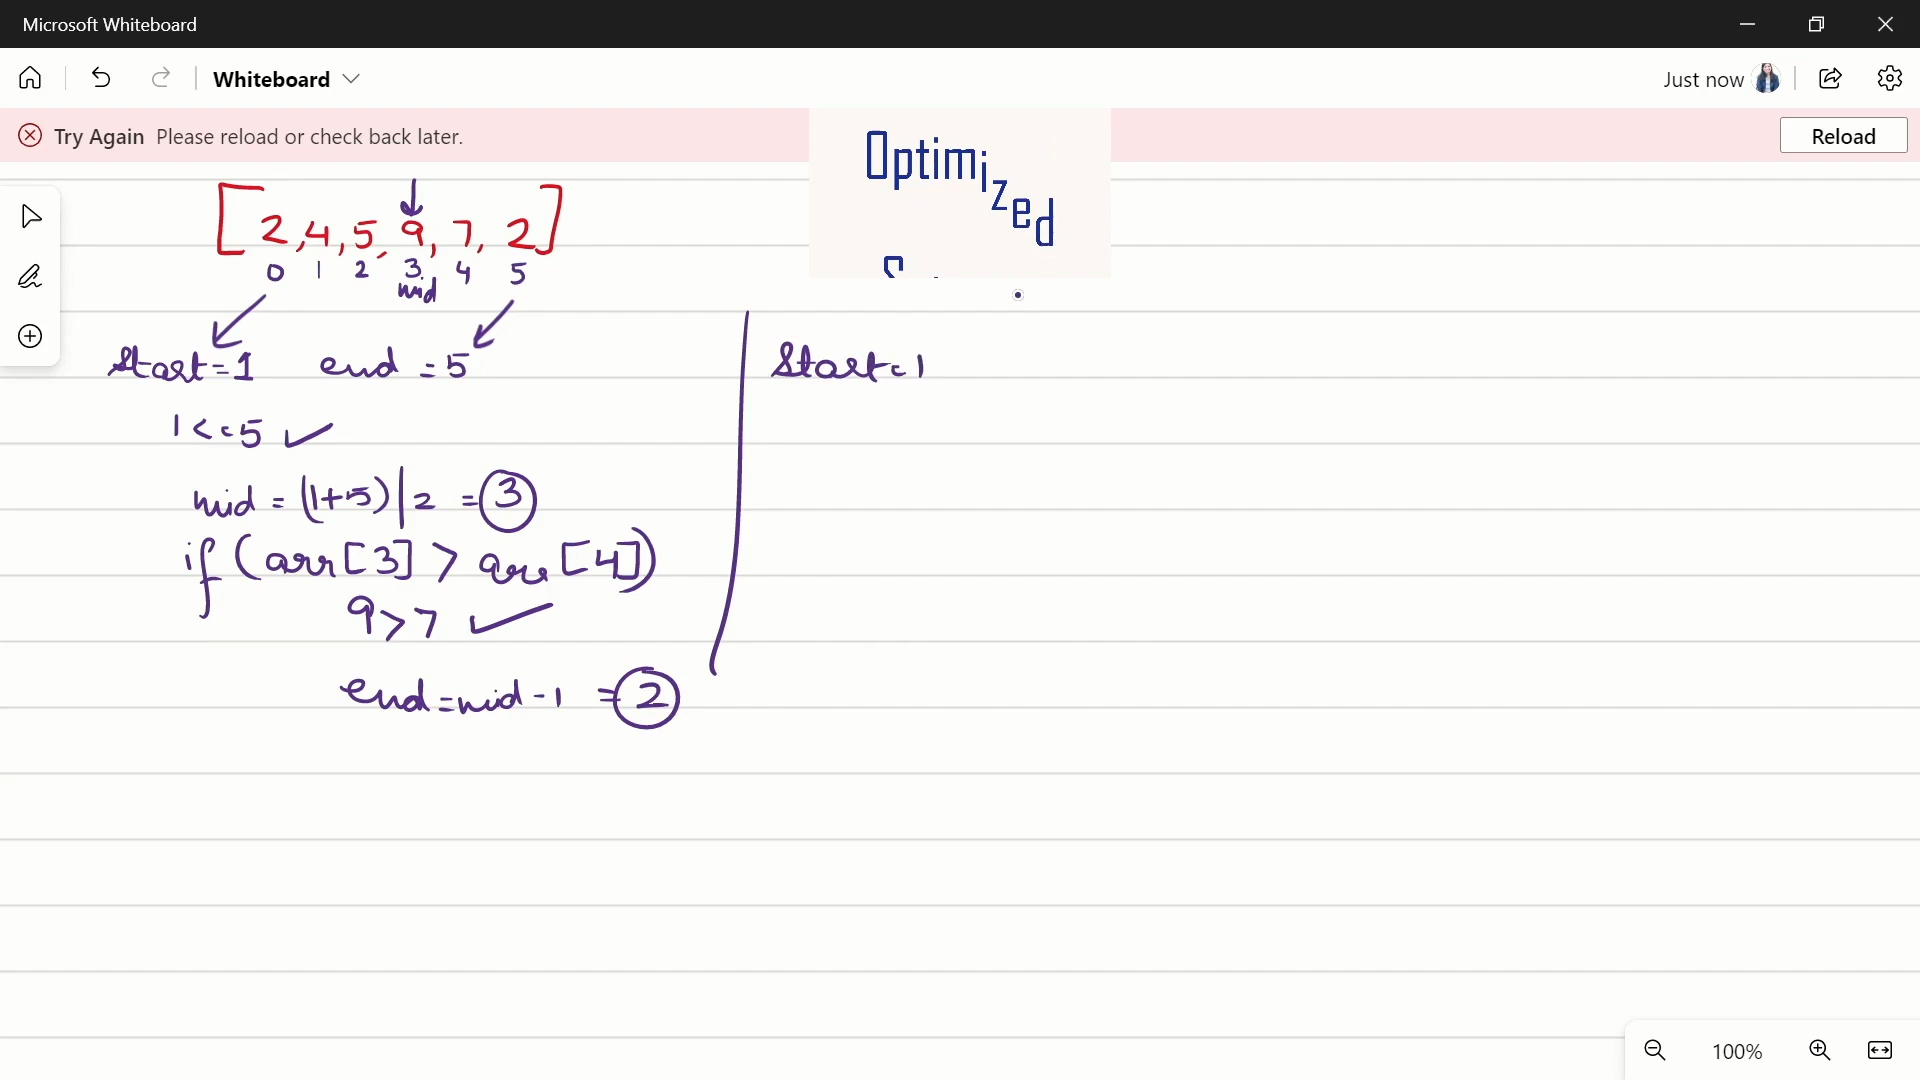 Microsoft Whiteboard
Whiteboard
Just now
Try Again Please reload or check back later.
Reload
Optimized
[2, 4, 5, 9, 7, 2]
0 1 2 3 4 5
mid
Start=1 end=5
Start=1
1<=5 ✓
mid = (1+5)|2 = 3
if (arr[3] > arr[4])
9>7 ✓
end=mid-1 = 2
100%